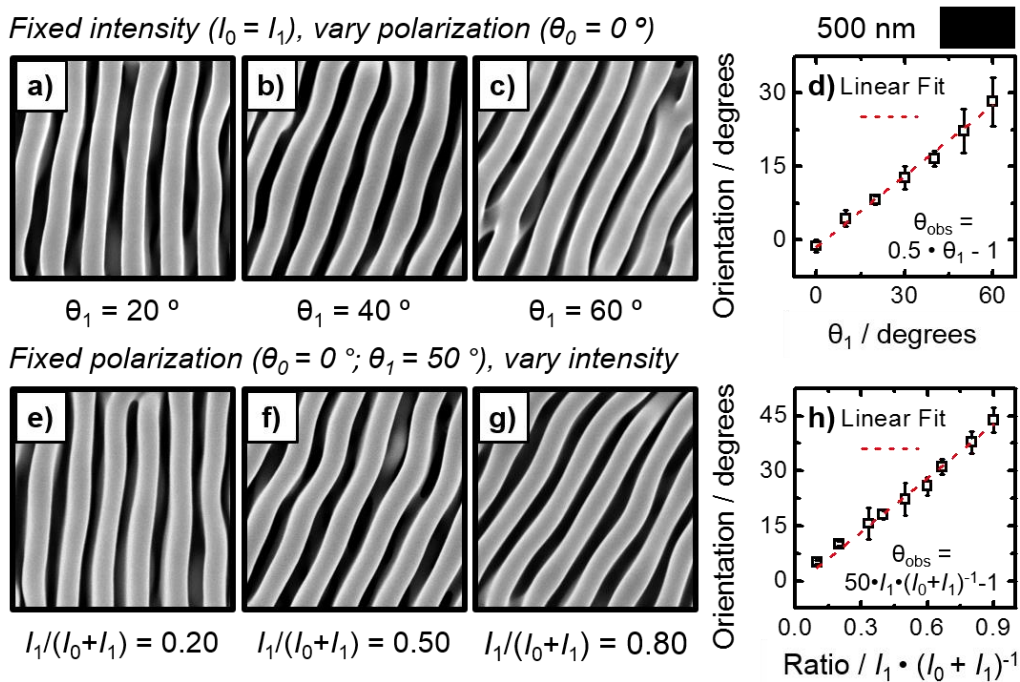 Fixed intensity (I₀ = I₁), vary polarization (θ₀ = 0 º)
500 nm
a)
b)
c)
θ₁ = 20 º
θ₁ = 40 º
θ₁ = 60 º
Orientation / degrees
30
15
0
d)
Linear Fit
θobs =
0.5 • θ₁ - 1
0
30
60
θ₁ / degrees
Fixed polarization (θ₀ = 0 °; θ₁ = 50 °), vary intensity
e)
f)
g)
I₁/(I₀+I₁) = 0.20
I₁/(I₀+I₁) = 0.50
I₁/(I₀+I₁) = 0.80
Orientation / degrees
45
30
15
0
h)
Linear Fit
θobs =
50•I₁•(I₀+I₁)⁻¹-1
0.0
0.3
0.6
0.9
Ratio / I₁ • (I₀ + I₁)⁻¹